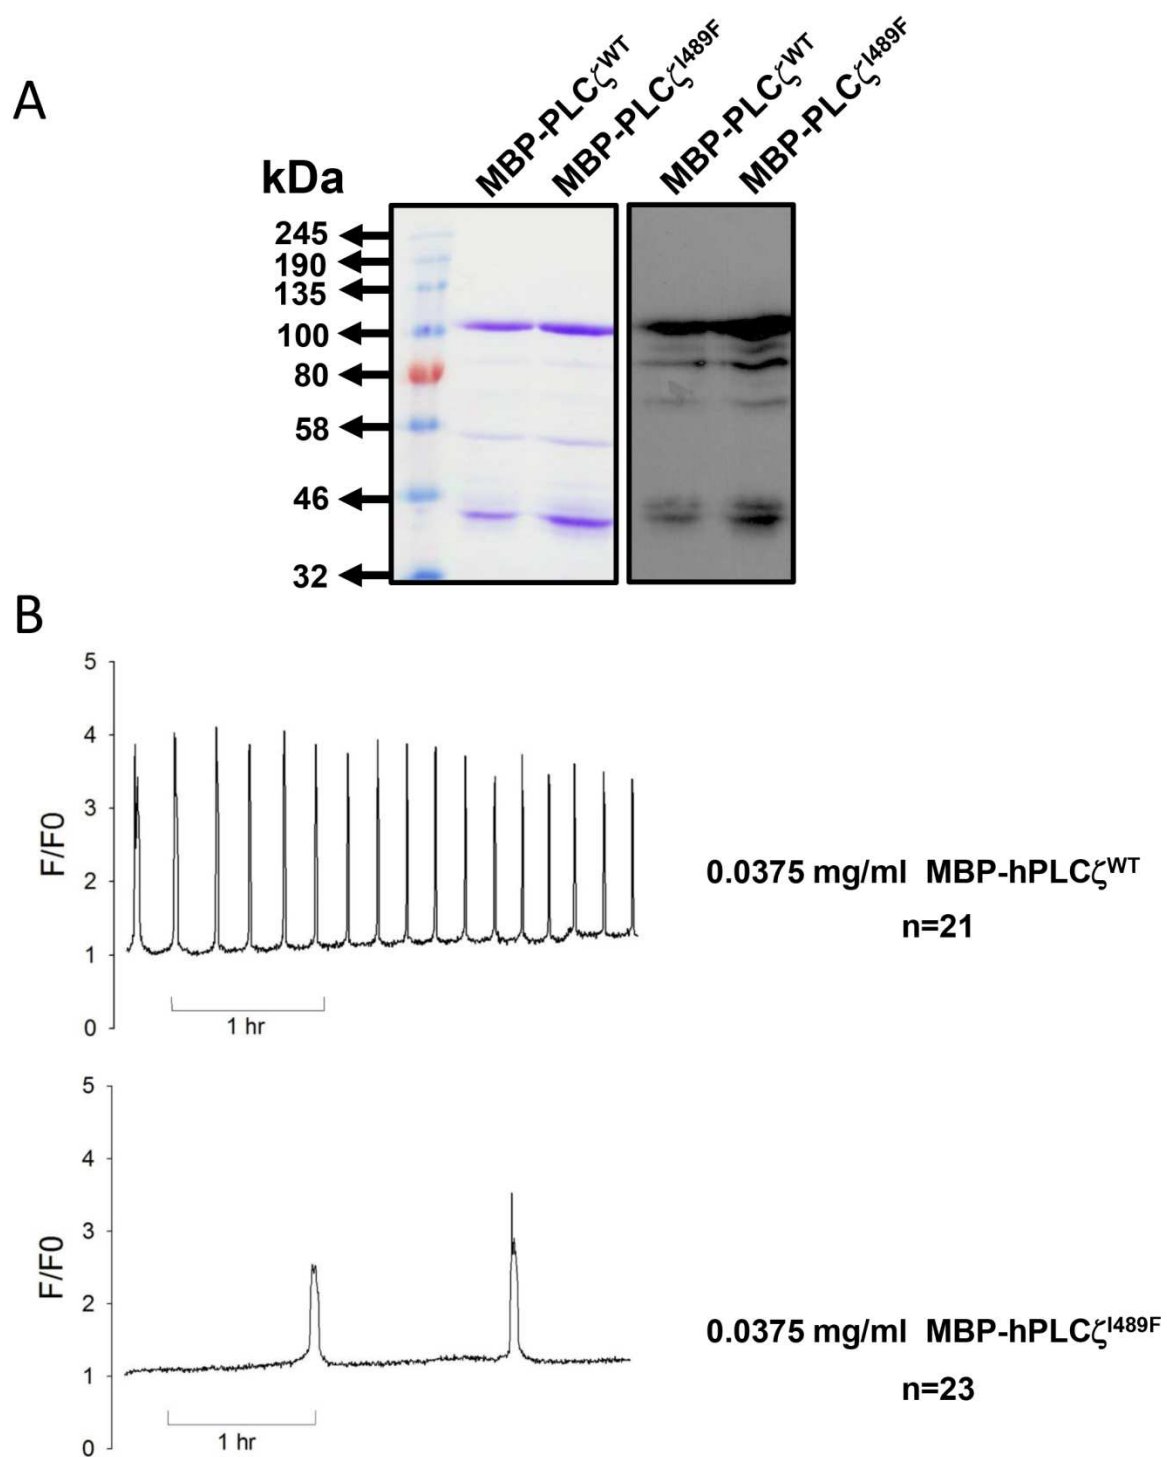 A
MBP-PLCζWT
MBP-PLCζI489F
MBP-PLCζWT
MBP-PLCζI489F
kDa
245
190
135
100
80
58
46
32
B
5
4
3
2
1
0
F/F0
1 hr
0.0375 mg/ml MBP-hPLCζWT
n=21
5
4
3
2
1
0
F/F0
1 hr
0.0375 mg/ml MBP-hPLCζI489F
n=23